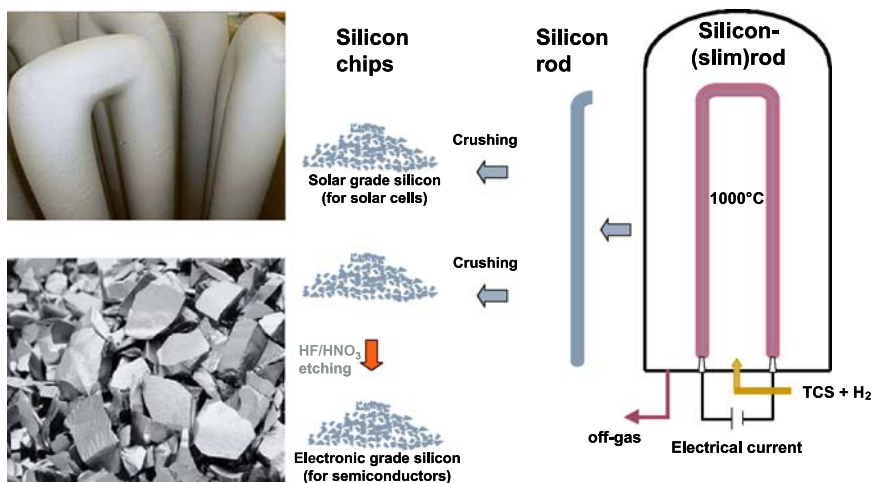 Silicon
chips
Silicon
rod
Silicon-
(slim)rod
Crushing
Solar grade silicon
(for solar cells)
1000°C
Crushing
HF/HNO₃
etching
TCS + H₂
off-gas
Electrical current
Electronic grade silicon
(for semiconductors)